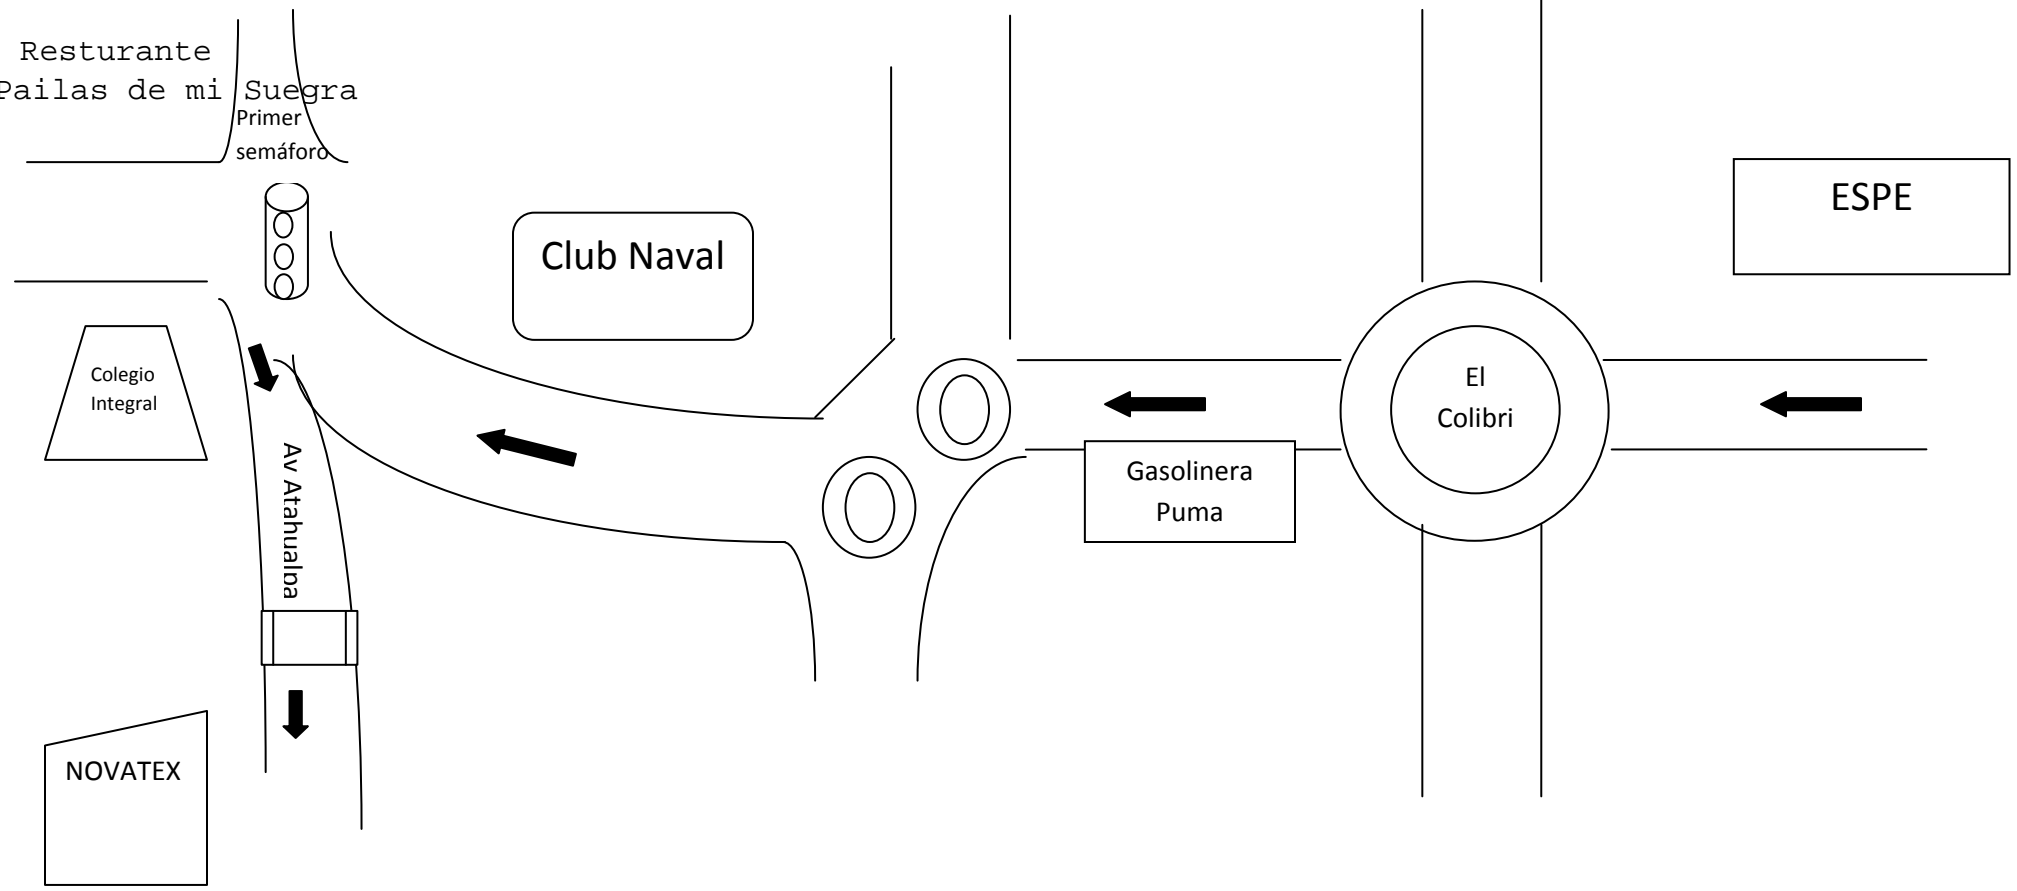 Resturante
Pailas de mi Suegra
Primer
semáforo
ESPE
Club Naval
El
Colibri
Colegio
Integral
Gasolinera
Puma
Av Atahualpa
NOVATEX